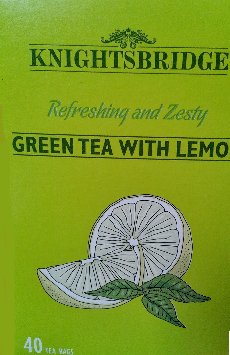 KNIGHTSBRIDGE
Refreshing and Zesty
GREEN TEA WITH LEMO
40 TEA BAGS